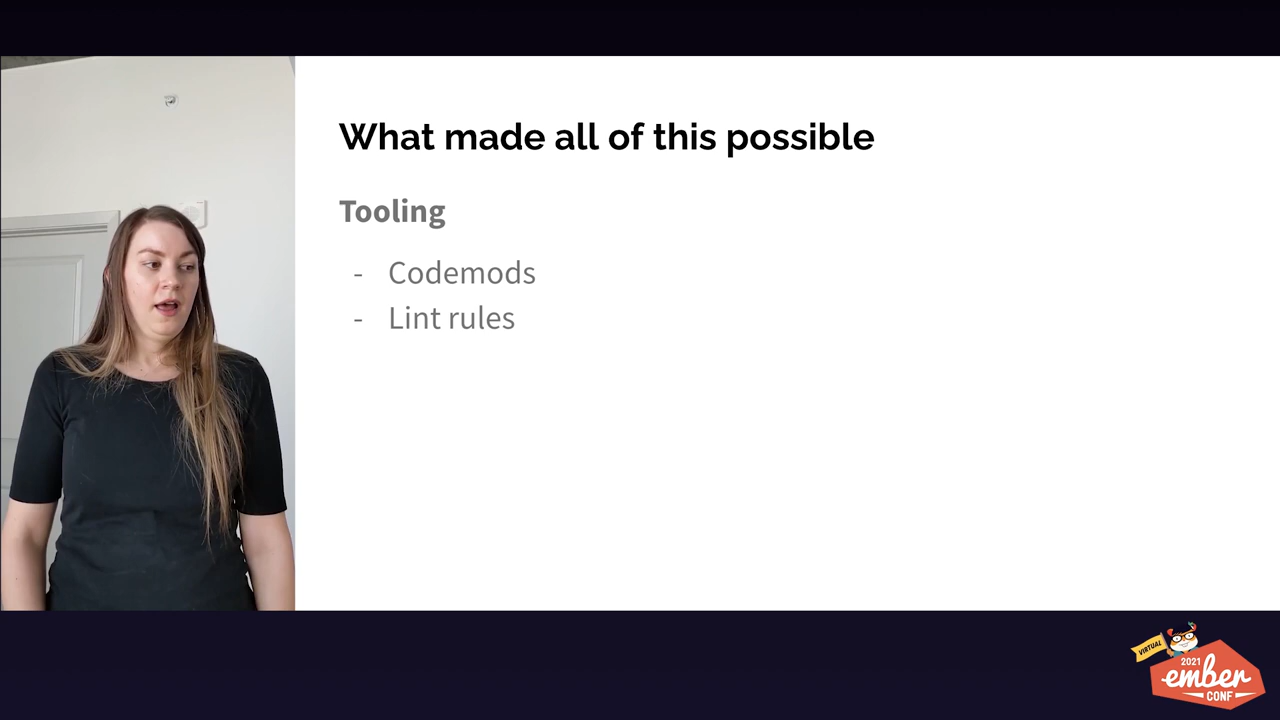 What made all of this possible
Tooling
- Codemods
- Lint rules
VIRTUAL
2021
ember
CONF